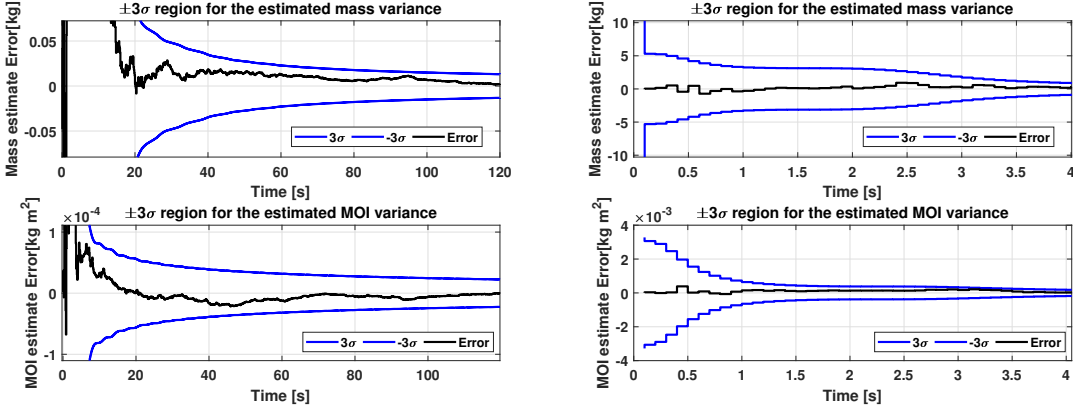 ±3σ region for the estimated mass variance
Mass estimate Error[kg]
0.05
0
-0.05
3σ -3σ Error
0 20 40 60 80 100 120
Time [s]
±3σ region for the estimated mass variance
Mass estimate Error[kg]
10
5
0
-5
-10
3σ -3σ Error
0 0.5 1 1.5 2 2.5 3 3.5 4
Time [s]
±3σ region for the estimated MOI variance
×10-4
MOI estimate Error[kg m²]
1
0
-1
3σ -3σ Error
0 20 40 60 80 100
Time [s]
±3σ region for the estimated MOI variance
×10-3
MOI estimate Error[kg m²]
4
2
0
-2
-4
3σ -3σ Error
0 0.5 1 1.5 2 2.5 3 3.5 4
Time [s]